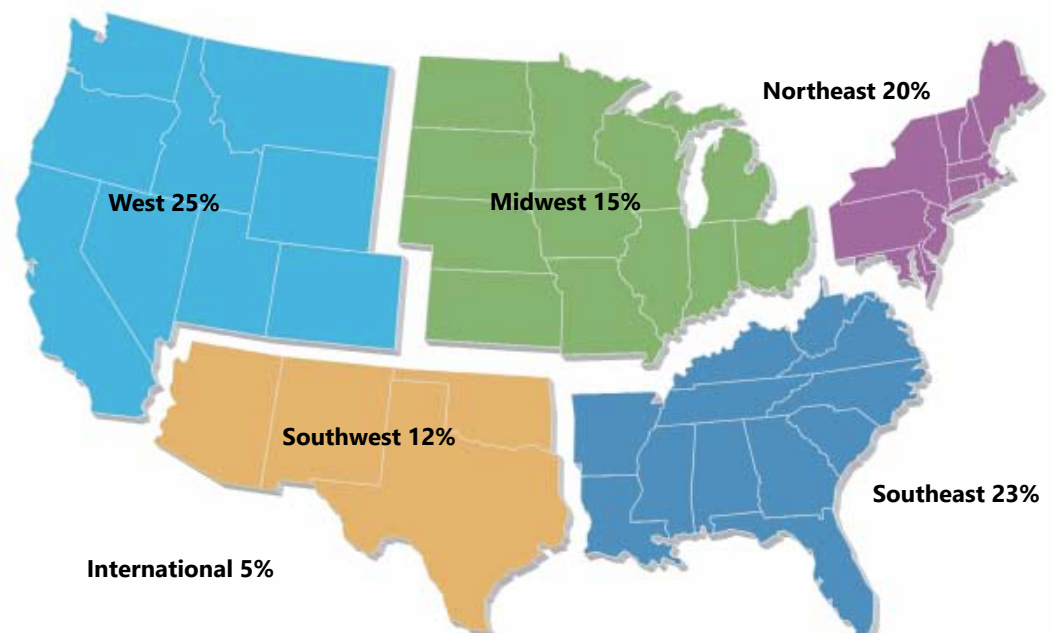 Northeast 20%
West 25%
Midwest 15%
Southwest 12%
Southeast 23%
International 5%